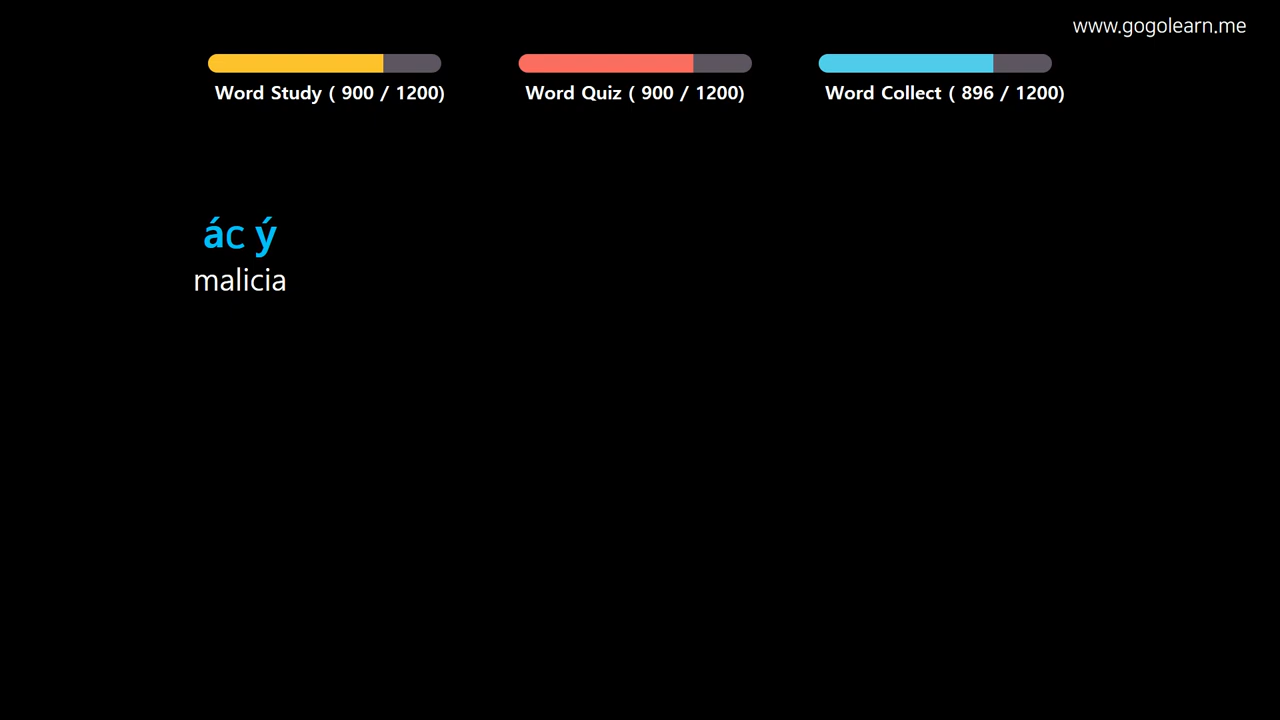 www.gogolearn.me
Word Study ( 900 / 1200)
Word Quiz ( 900 / 1200)
Word Collect ( 896 / 1200)
ác ý
malicia